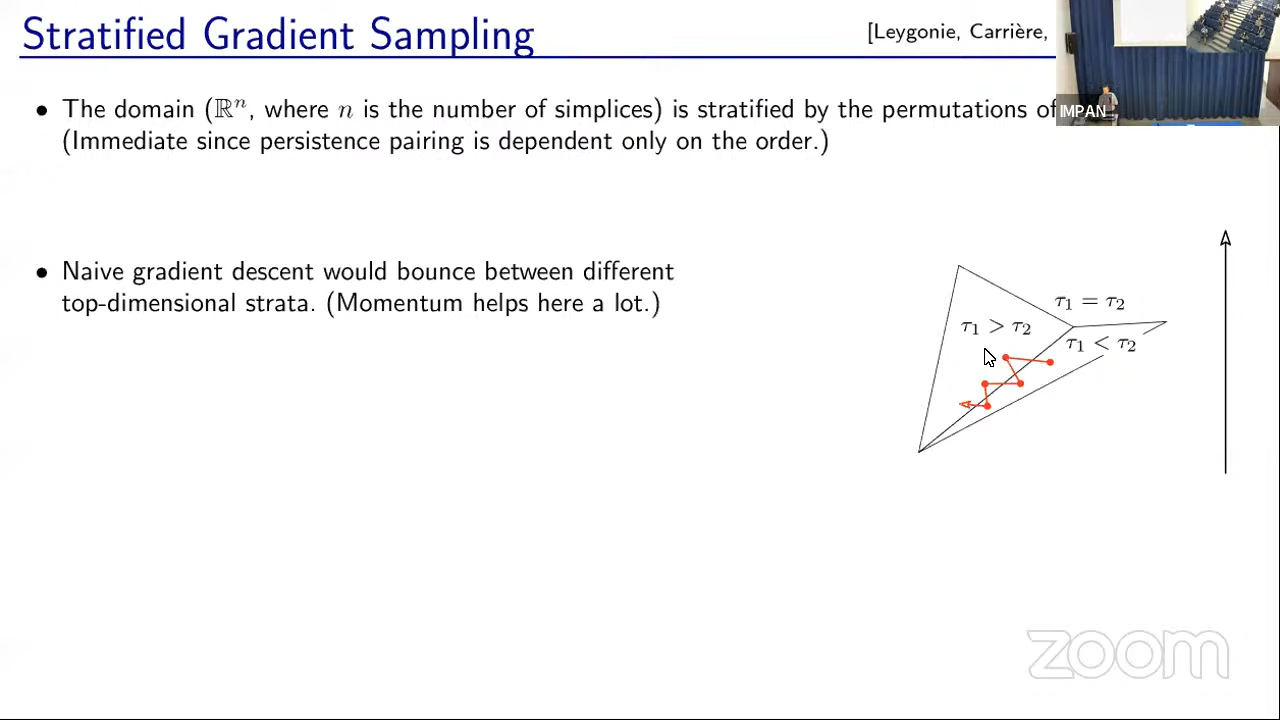 Stratified Gradient Sampling
[Leygonie, Carrière,
IMPAN
• The domain (ℝⁿ, where n is the number of simplices) is stratified by the permutations of
(Immediate since persistence pairing is dependent only on the order.)
• Naive gradient descent would bounce between different
top-dimensional strata. (Momentum helps here a lot.)
τ₁ = τ₂
τ₁ > τ₂
τ₁ < τ₂
zoom